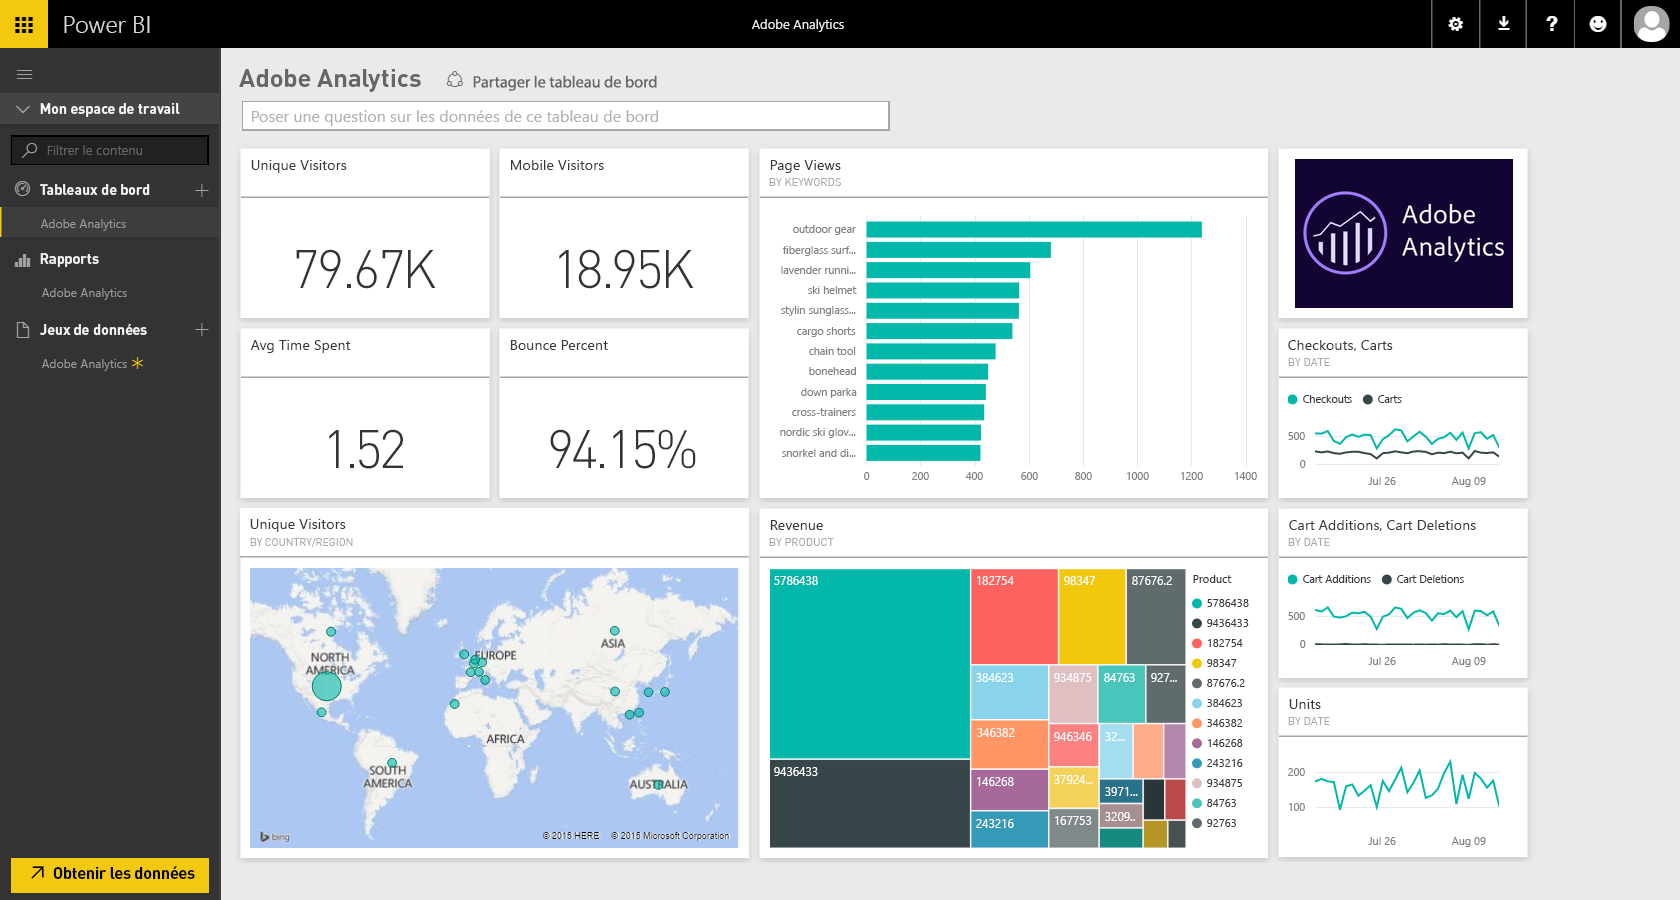 Power BI
Adobe Analytics
?
Mon espace de travail
Filtrer le contenu
Tableaux de bord
Adobe Analytics
Rapports
Adobe Analytics
Jeux de données
Adobe Analytics
Obtenir les données
Adobe Analytics
Partager le tableau de bord
Poser une question sur les données de ce tableau de bord
Unique Visitors
79.67K
Mobile Visitors
18.95K
Avg Time Spent
1.52
Bounce Percent
94.15%
Page Views
BY KEYWORDS
outdoor gear
fiberglass surf...
lavender runni...
ski helmet
stylin sunglass...
cargo shorts
chain tool
bonehead
down parka
cross-trainers
nordic ski glov...
snorkel and di...
0 200 400 600 800 1000 1200 1400
Adobe
Analytics
Checkouts, Carts
BY DATE
Checkouts Carts
500
0
Jul 26 Aug 09
Unique Visitors
BY COUNTRY/REGION
NORTH
AMERICA
EUROPE
ASIA
AFRICA
SOUTH
AMERICA
AUSTRALIA
bing
© 2015 HERE © 2015 Microsoft Corporation
Revenue
BY PRODUCT
5786438
9436433
182754
98347
87676.2
384623
934875
84763
927...
346382
946346
32...
146268
37924...
3971...
243216
167753
3209..
Product
5786438
9436433
182754
98347
87676.2
384623
346382
146268
243216
934875
84763
92763
Cart Additions, Cart Deletions
BY DATE
Cart Additions Cart Deletions
500
0
Jul 26 Aug 09
Units
BY DATE
200
100
Jul 26 Aug 09